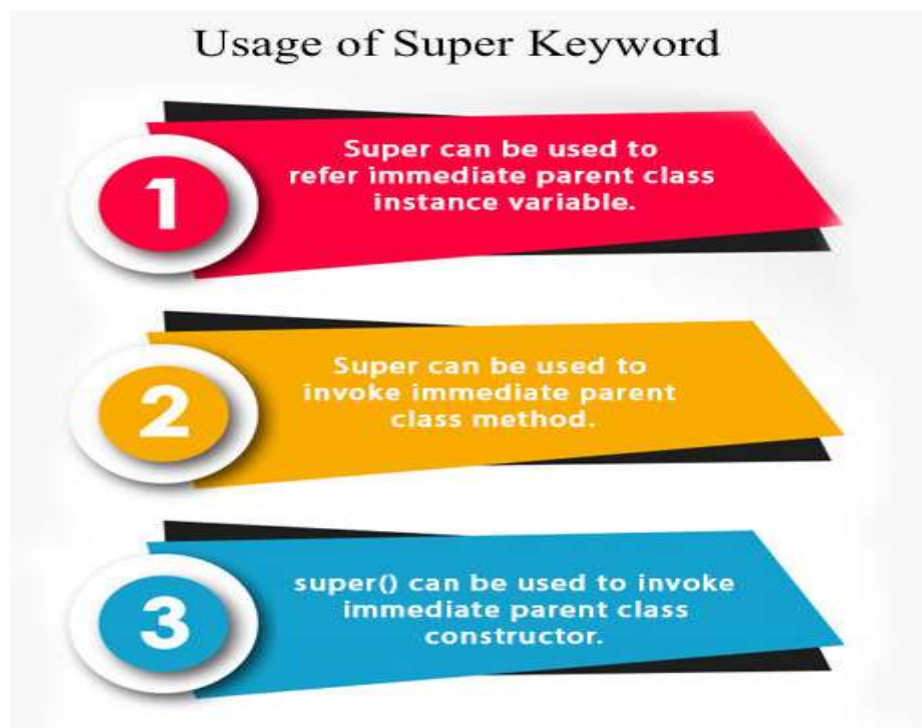 Usage of Super Keyword
1
Super can be used to
refer immediate parent class
instance variable.
2
Super can be used to
invoke immediate parent
class method.
3
super() can be used to invoke
immediate parent class
constructor.